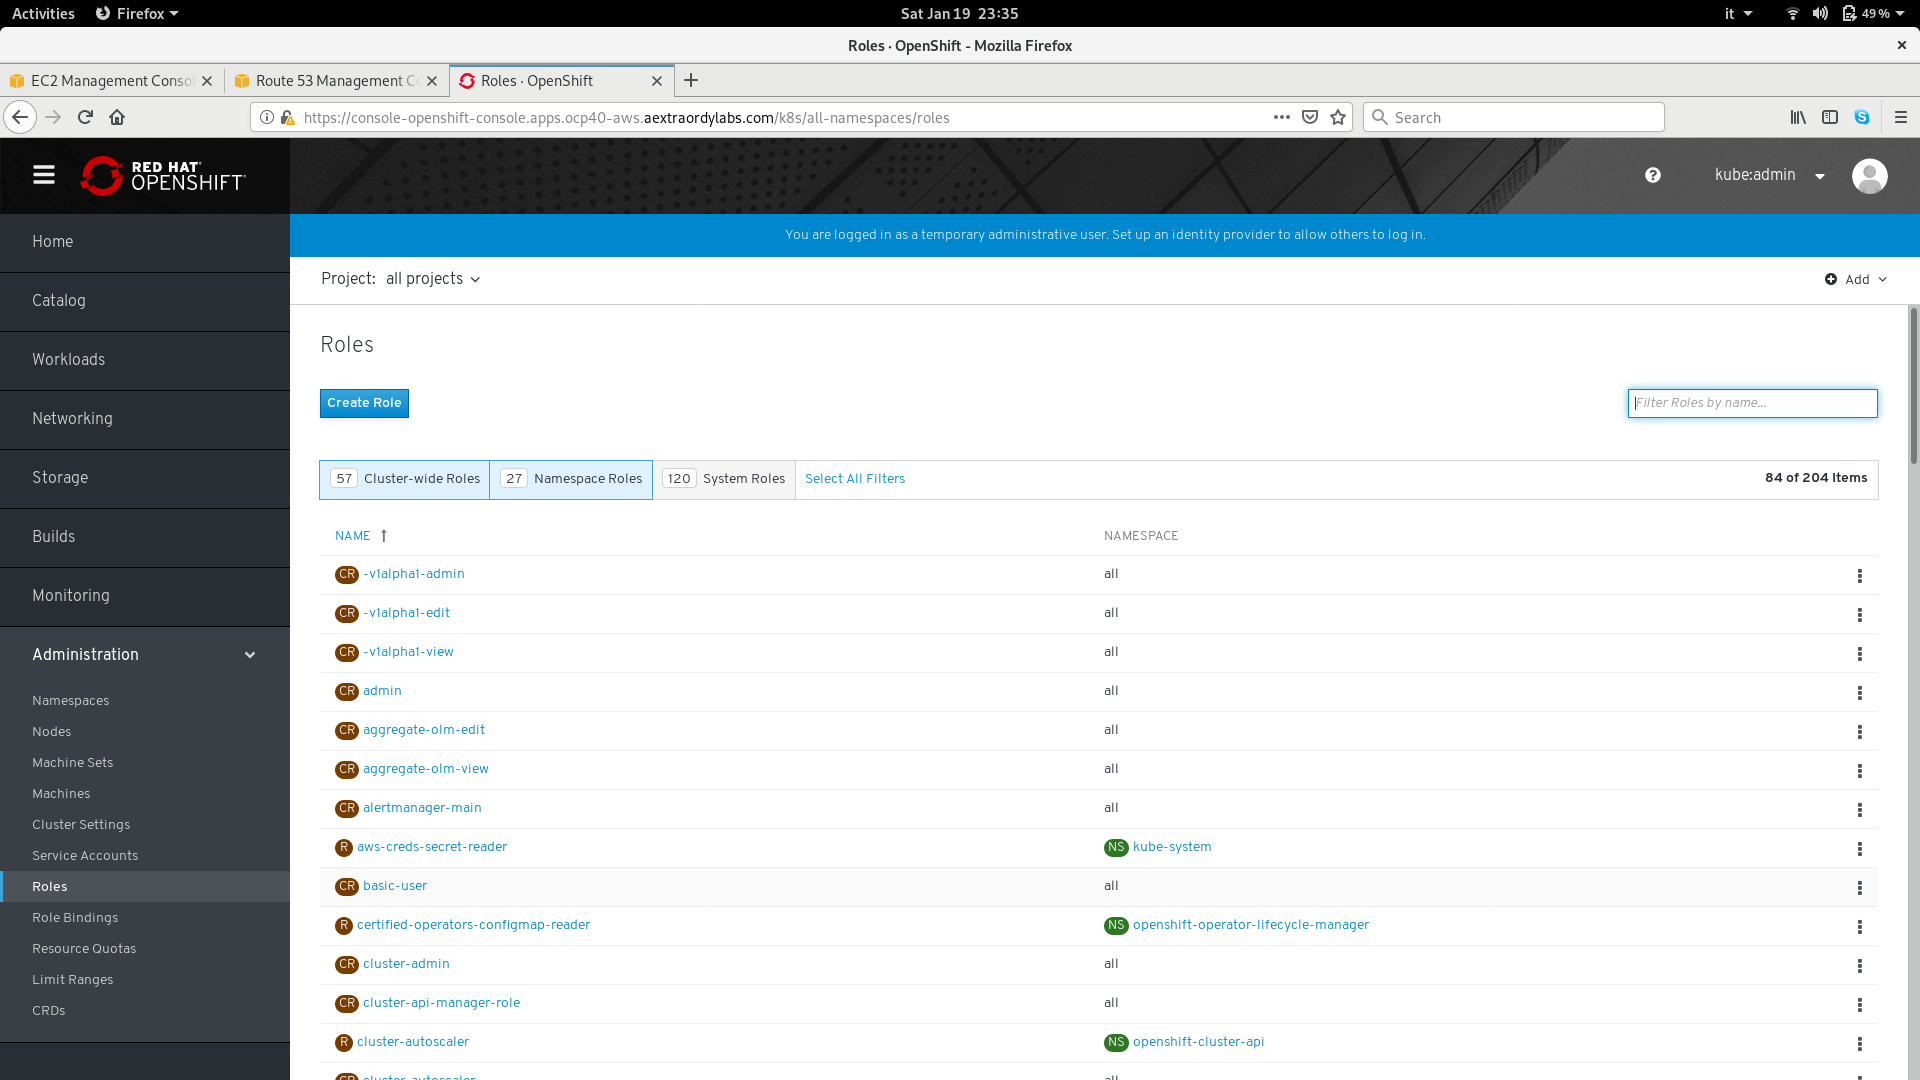 Activities Firefox Sat Jan 19 23:35 it 49%
Roles · OpenShift - Mozilla Firefox
EC2 Management Conso Route 53 Management C Roles · OpenShift
https://console-openshift-console.apps.ocp40-aws.aextraordylabs.com/k8s/all-namespaces/roles Search
RED HAT
OPENSHIFT
kube:admin
You are logged in as a temporary administrative user. Set up an identity provider to allow others to log in.
Project: all projects Add
Home
Catalog
Workloads
Networking
Storage
Builds
Monitoring
Administration
Namespaces
Nodes
Machine Sets
Machines
Cluster Settings
Service Accounts
Roles
Role Bindings
Resource Quotas
Limit Ranges
CRDs
Roles
Create Role Filter Roles by name...
57 Cluster-wide Roles 27 Namespace Roles 120 System Roles Select All Filters 84 of 204 Items
NAME NAMESPACE
CR -v1alpha1-admin all
CR -v1alpha1-edit all
CR -v1alpha1-view all
CR admin all
CR aggregate-olm-edit all
CR aggregate-olm-view all
CR alertmanager-main all
R aws-creds-secret-reader NS kube-system
CR basic-user all
R certified-operators-configmap-reader NS openshift-operator-lifecycle-manager
CR cluster-admin all
CR cluster-api-manager-role all
R cluster-autoscaler NS openshift-cluster-api
CR cluster-autoscaler all